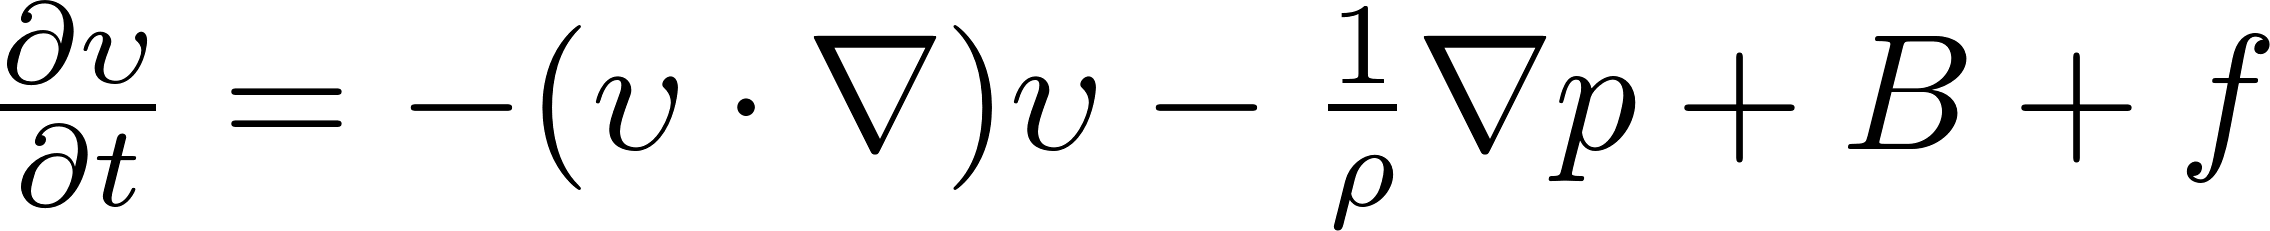 ∂v/∂t = −(v · ∇)v − 1/ρ ∇p + B + f